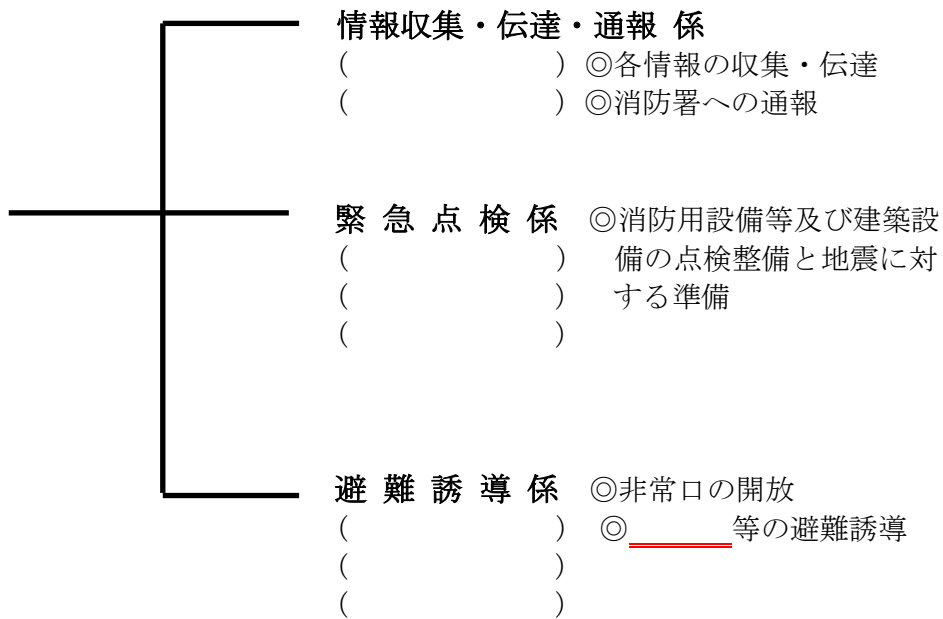 情報収集・伝達・通報 係
(　　　　　　　) ◎各情報の収集・伝達
(　　　　　　　) ◎消防署への通報
緊 急 点 検 係　◎消防用設備等及び建築設
(　　　　　　　)　備の点検整備と地震に対
(　　　　　　　)　する準備
(　　　　　　　)
避 難 誘 導 係　◎非常口の開放
(　　　　　　　)　◎______等の避難誘導
(　　　　　　　)
(　　　　　　　)